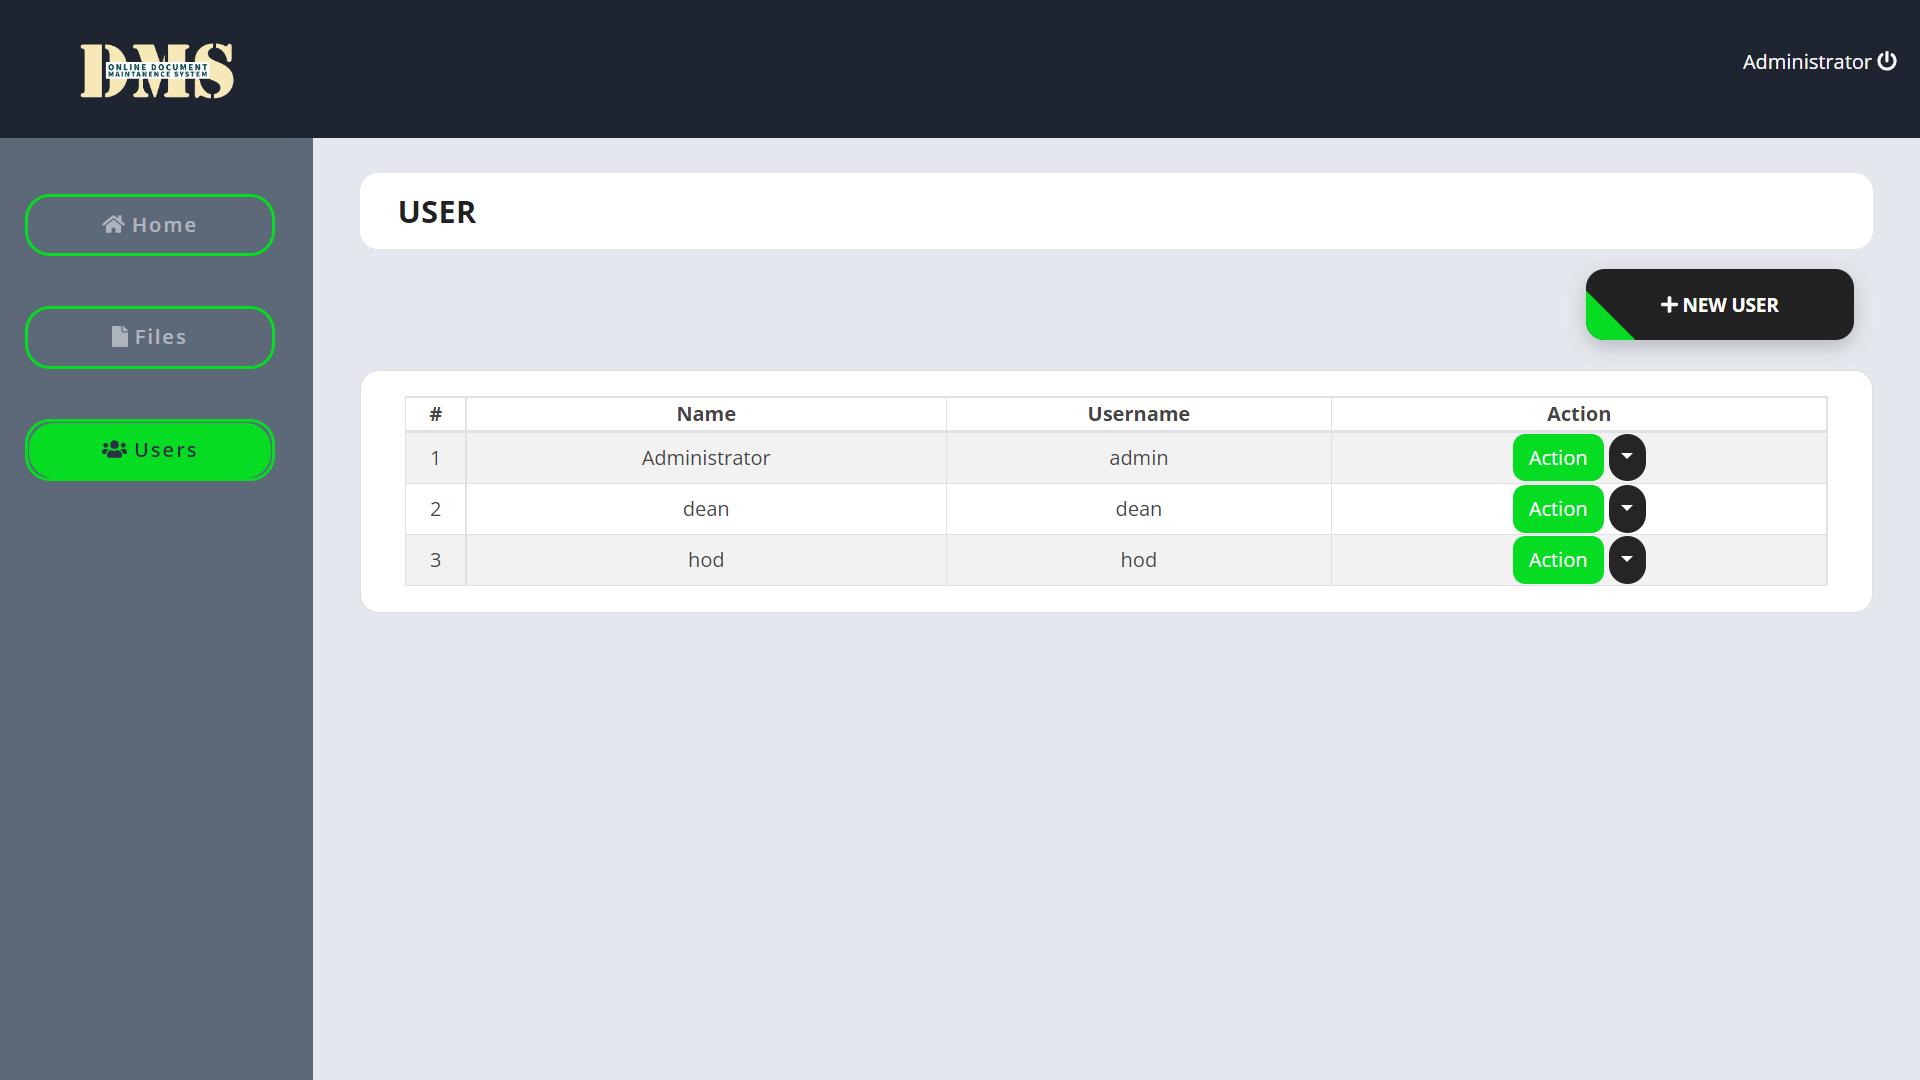 DMS
ONLINE DOCUMENT
MAINTANENCE SYSTEM
Administrator
Home
Files
Users
USER
NEW USER
# Name Username Action
1 Administrator admin Action
2 dean dean Action
3 hod hod Action